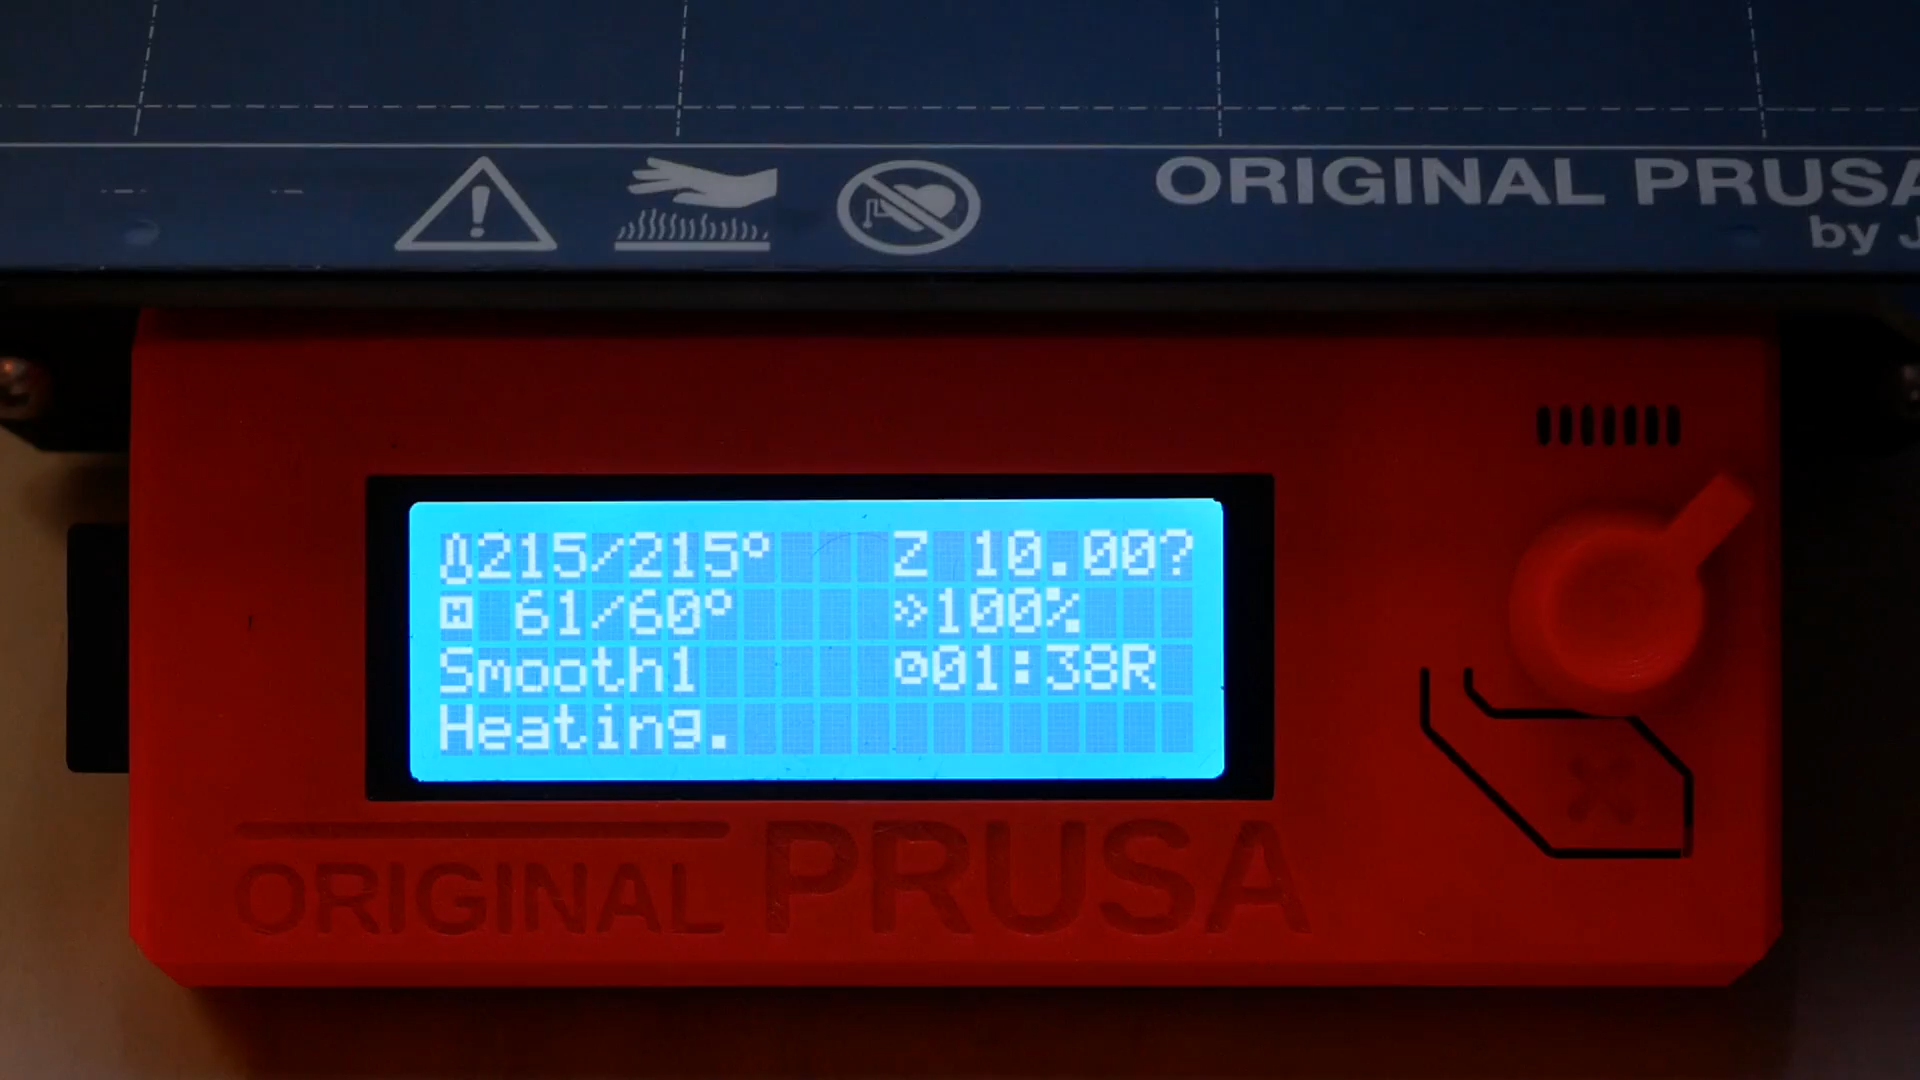 ORIGINAL PRUSA
by J
215/215° Z 10.00?
61/60° 100%
Smooth1 01:38R
Heating.
ORIGINAL PRUSA